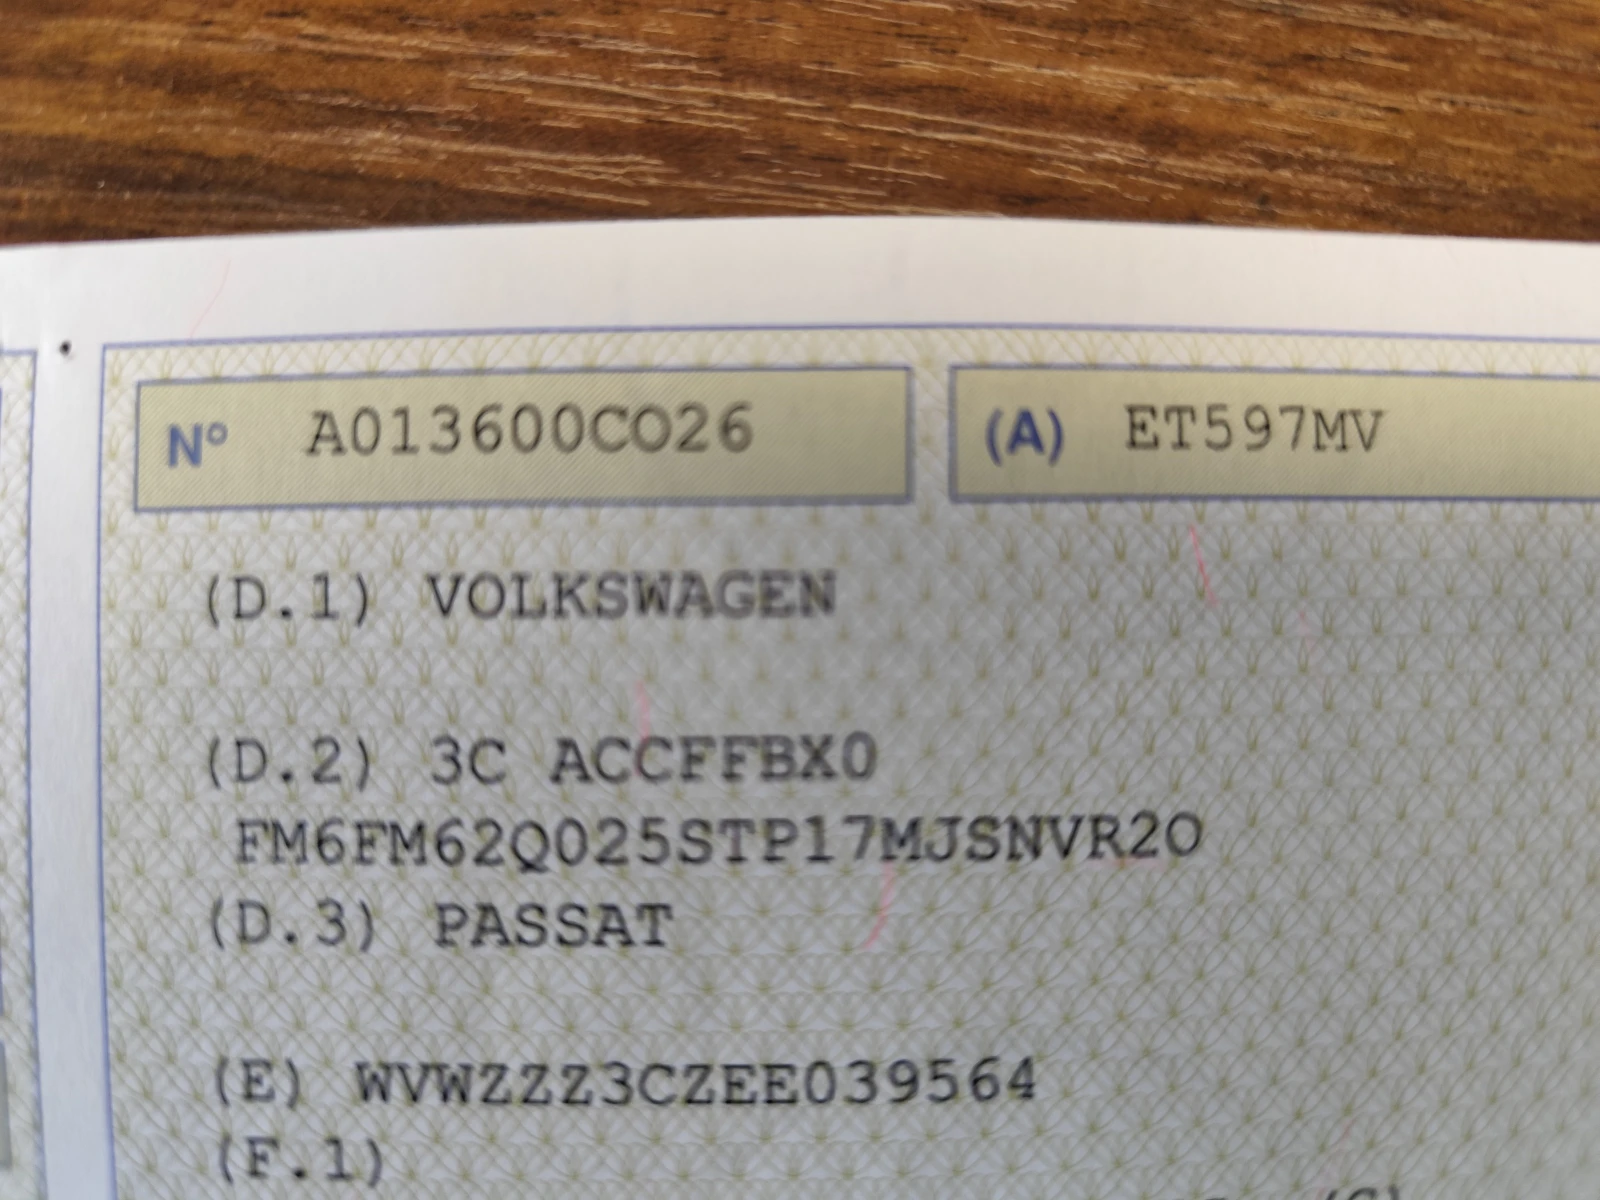 N° A013600CO26 (A) ET597MV
(D.1) VOLKSWAGEN
(D.2) 3C ACCFFBX0
FM6FM62Q025STP17MJSNVR2O
(D.3) PASSAT
(E) WVWZZZ3CZEE039564
(F.1)